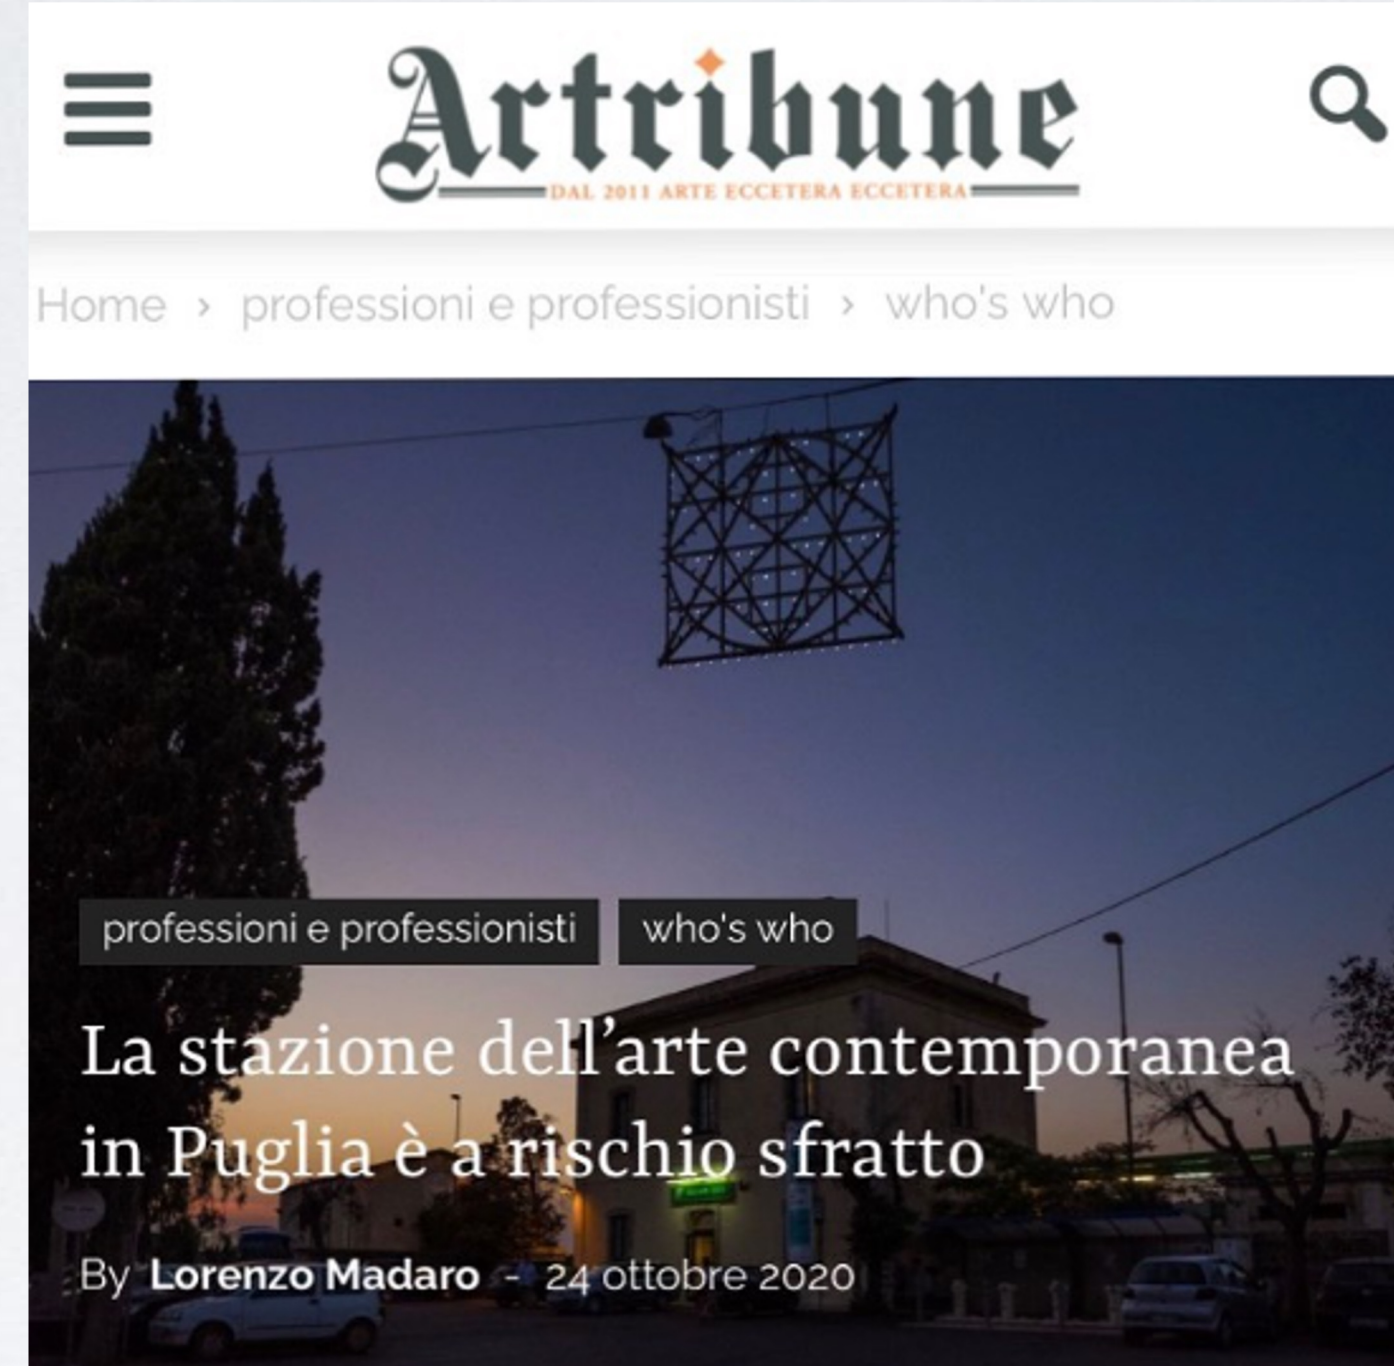 Artribune
DAL 2011 ARTE ECCETERA ECCETERA
Home > professioni e professionisti > who's who
professioni e professionisti who's who
La stazione dell’arte contemporanea
in Puglia è a rischio sfratto
By Lorenzo Madaro - 24 ottobre 2020